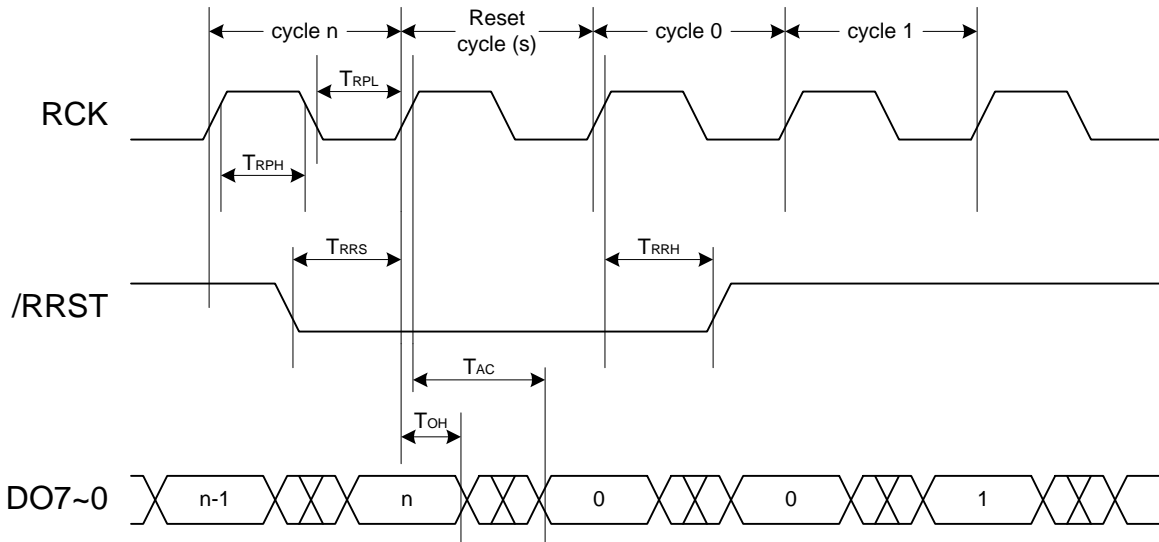 cycle n
Reset
cycle (s)
cycle 0
cycle 1
TRPL
RCK
TRPH
TRRS
TRRH
/RRST
TAC
TOH
DO7~0
n-1
n
0
0
1